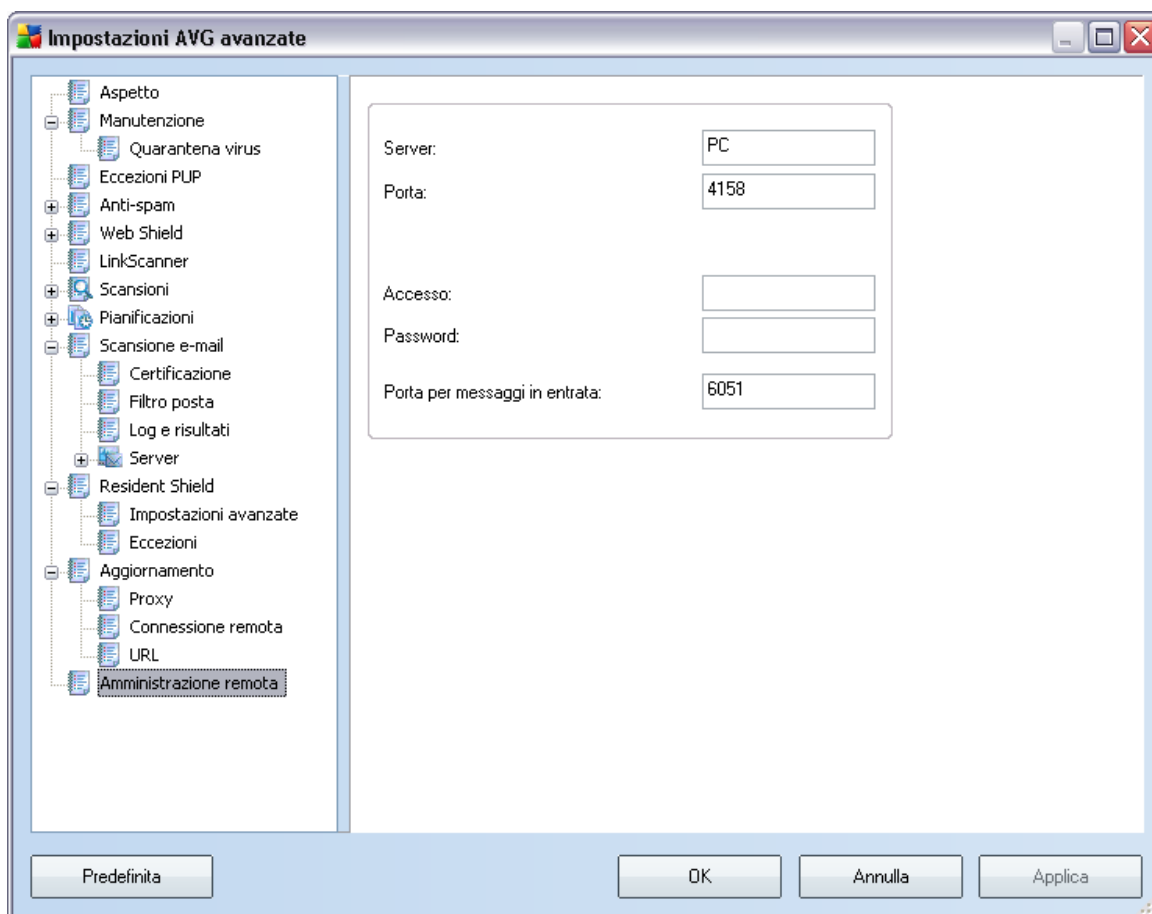 Impostazioni AVG avanzate
Aspetto
Manutenzione
Quarantena virus
Eccezioni PUP
Anti-spam
Web Shield
LinkScanner
Scansioni
Pianificazioni
Scansione e-mail
Certificazione
Filtro posta
Log e risultati
Server
Resident Shield
Impostazioni avanzate
Eccezioni
Aggiornamento
Proxy
Connessione remota
URL
Amministrazione remota
Server: PC
Porta: 4158
Accesso:
Password:
Porta per messaggi in entrata: 6051
Predefinita OK Annulla Applica